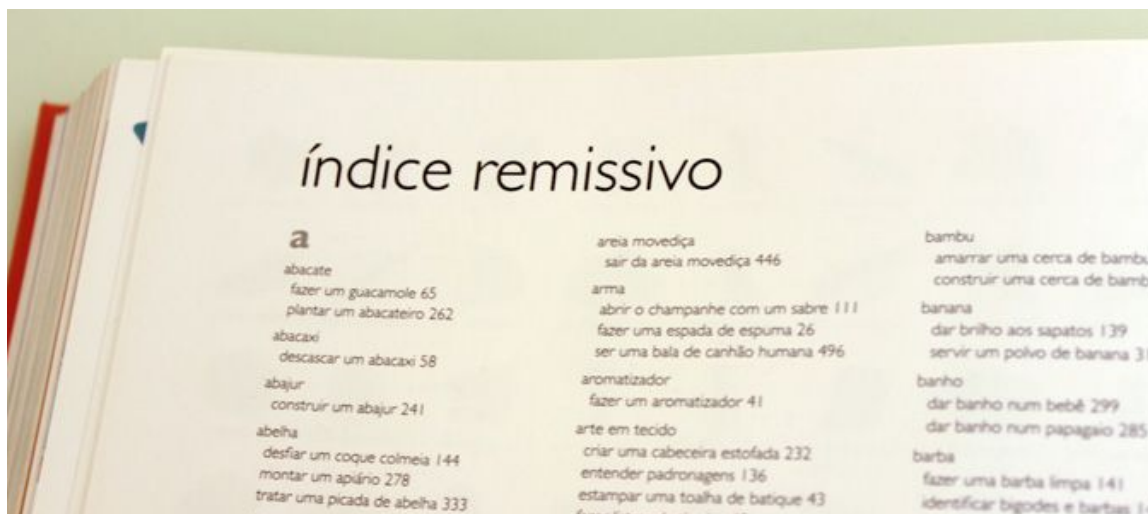 índice remissivo
a
abacate
fazer um guacamole 65
plantar um abacateiro 262
abacaxi
descascar um abacaxi 58
abajur
construir um abajur 241
abelha
desfiar um coque colmeia 144
montar um apiário 278
tratar uma picada de abelha 333
areia movediça
sair da areia movediça 446
arma
abrir o champanhe com um sabre 111
fazer uma espada de espuma 26
ser uma bala de canhão humana 496
aromatizador
fazer um aromatizador 41
arte em tecido
criar uma cabeceira estofada 232
entender padronagens 136
estampar uma toalha de batique 43
bambu
amarrar uma cerca de bambu
construir uma cerca de
banana
dar brilho aos sapatos 139
servir um polvo de banana
banho
dar banho num bebê 299
dar banho num papagaio 285
barba
fazer uma barba limpa 141
identificar bigodes e barbas